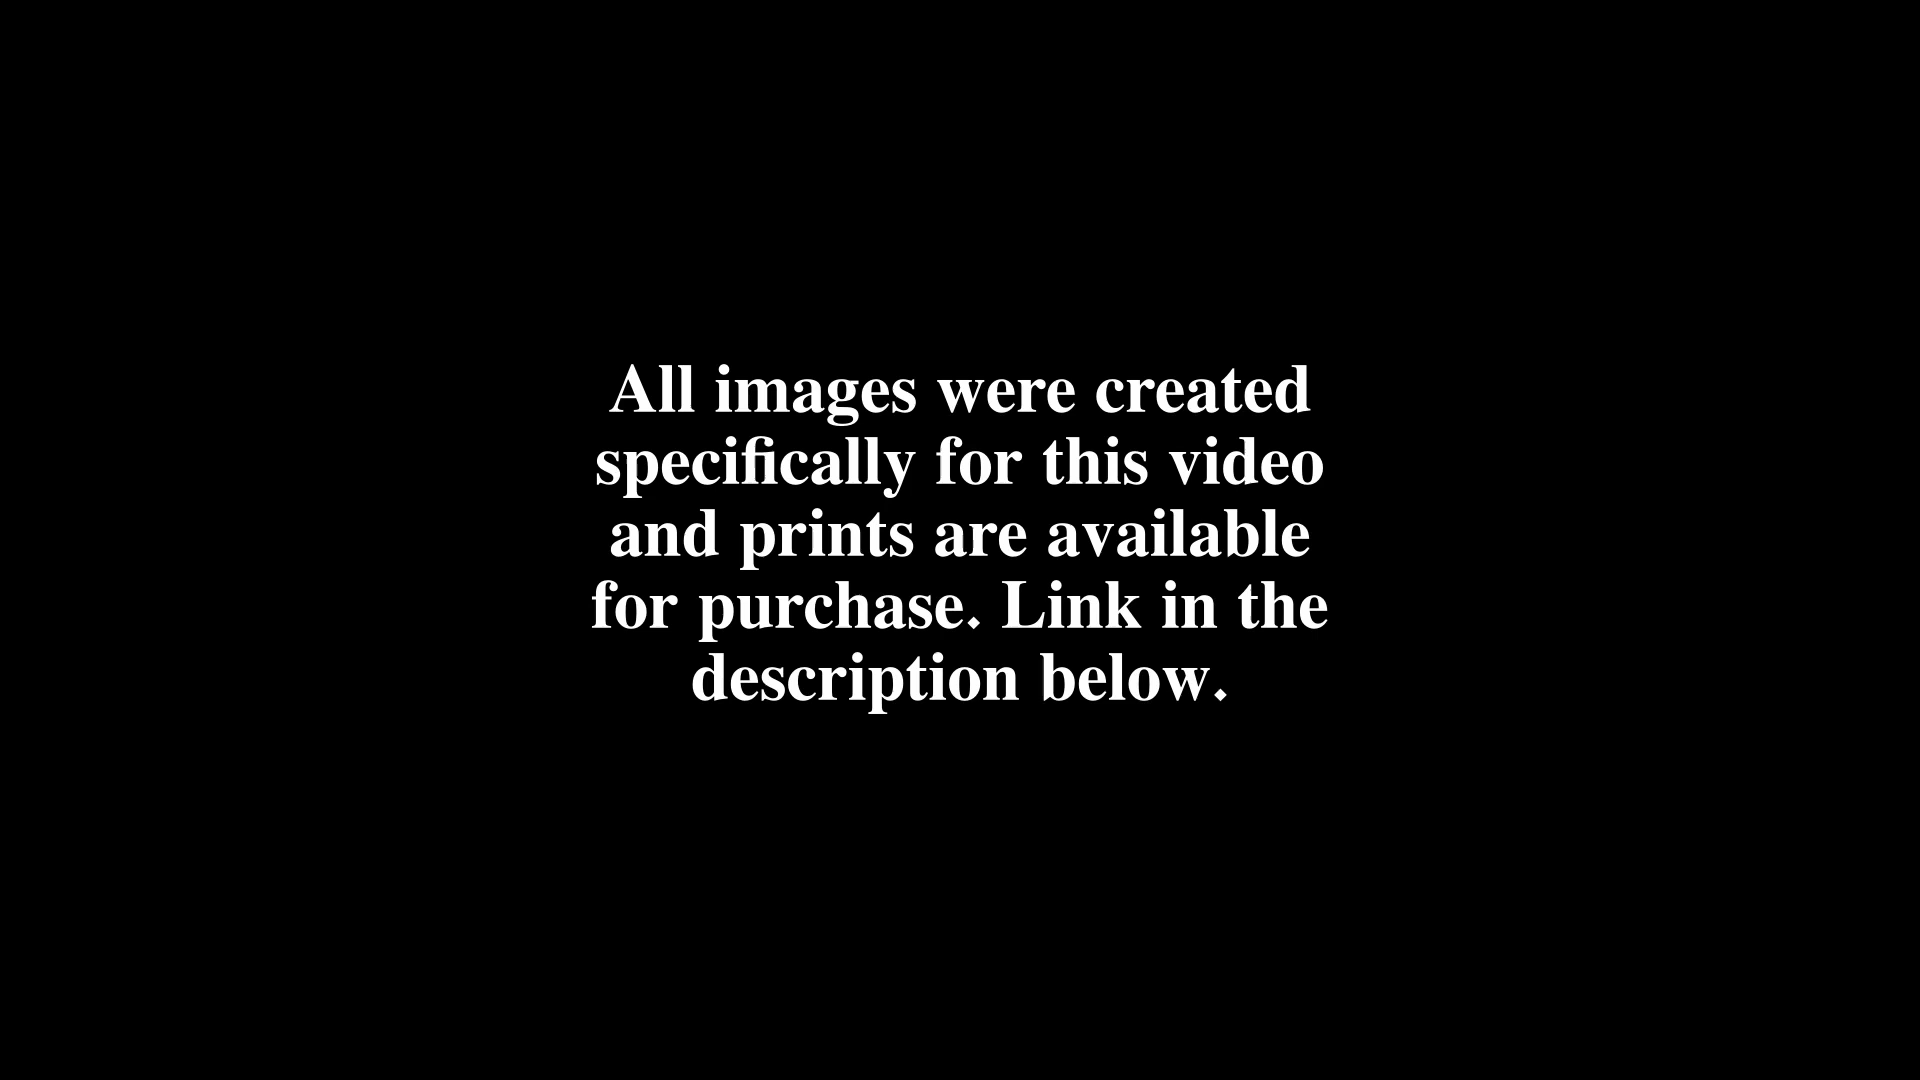 All images were created
specifically for this video
and prints are available
for purchase. Link in the
description below.